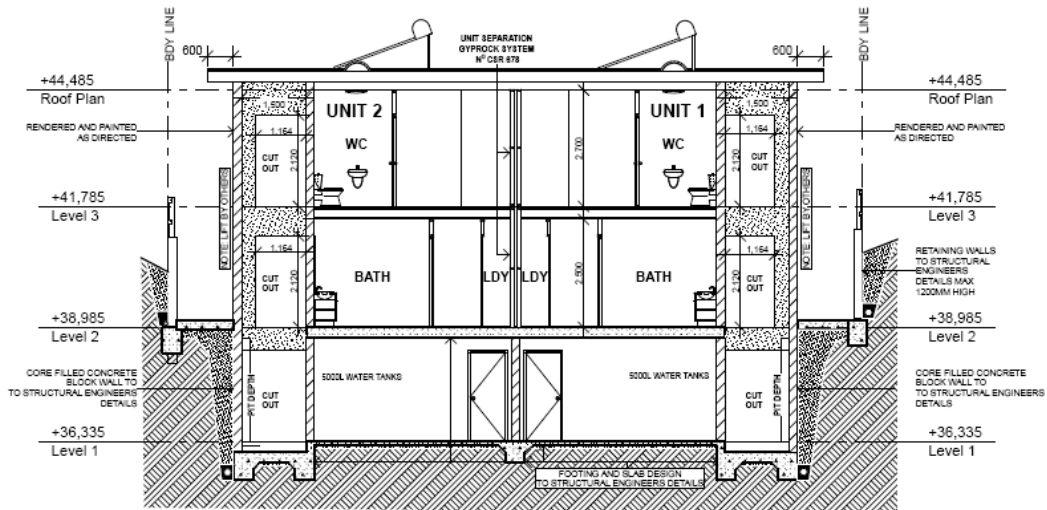 BDY LINE
BDY LINE
600
600
UNIT SEPARATION
GYPROCK SYSTEM
Nº CSR 678
+44,485
Roof Plan
+44,485
Roof Plan
RENDERED AND PAINTED
AS DIRECTED
RENDERED AND PAINTED
AS DIRECTED
1,500
1,500
1,164
1,164
UNIT 2
UNIT 1
WC
WC
CUT
OUT
CUT
OUT
2,120
2,120
2,700
+41,785
Level 3
+41,785
Level 3
NOTE LIFT BY OTHERS
NOTE LIFT BY OTHERS
1,164
1,164
CUT
OUT
CUT
OUT
2,120
2,120
2,500
BATH
LDY
LDY
BATH
RETAINING WALLS
TO STRUCTURAL
ENGINEERS
DETAILS MAX
1200MM HIGH
+38,985
Level 2
+38,985
Level 2
CORE FILLED CONCRETE
BLOCK WALL TO
TO STRUCTURAL ENGINEERS
DETAILS
CORE FILLED CONCRETE
BLOCK WALL TO
TO STRUCTURAL ENGINEERS
DETAILS
PIT DEPTH
PIT DEPTH
CUT
OUT
CUT
OUT
5000L WATER TANKS
5000L WATER TANKS
+36,335
Level 1
+36,335
Level 1
FOOTING AND SLAB DESIGN
TO STRUCTURAL ENGINEERS DETAILS